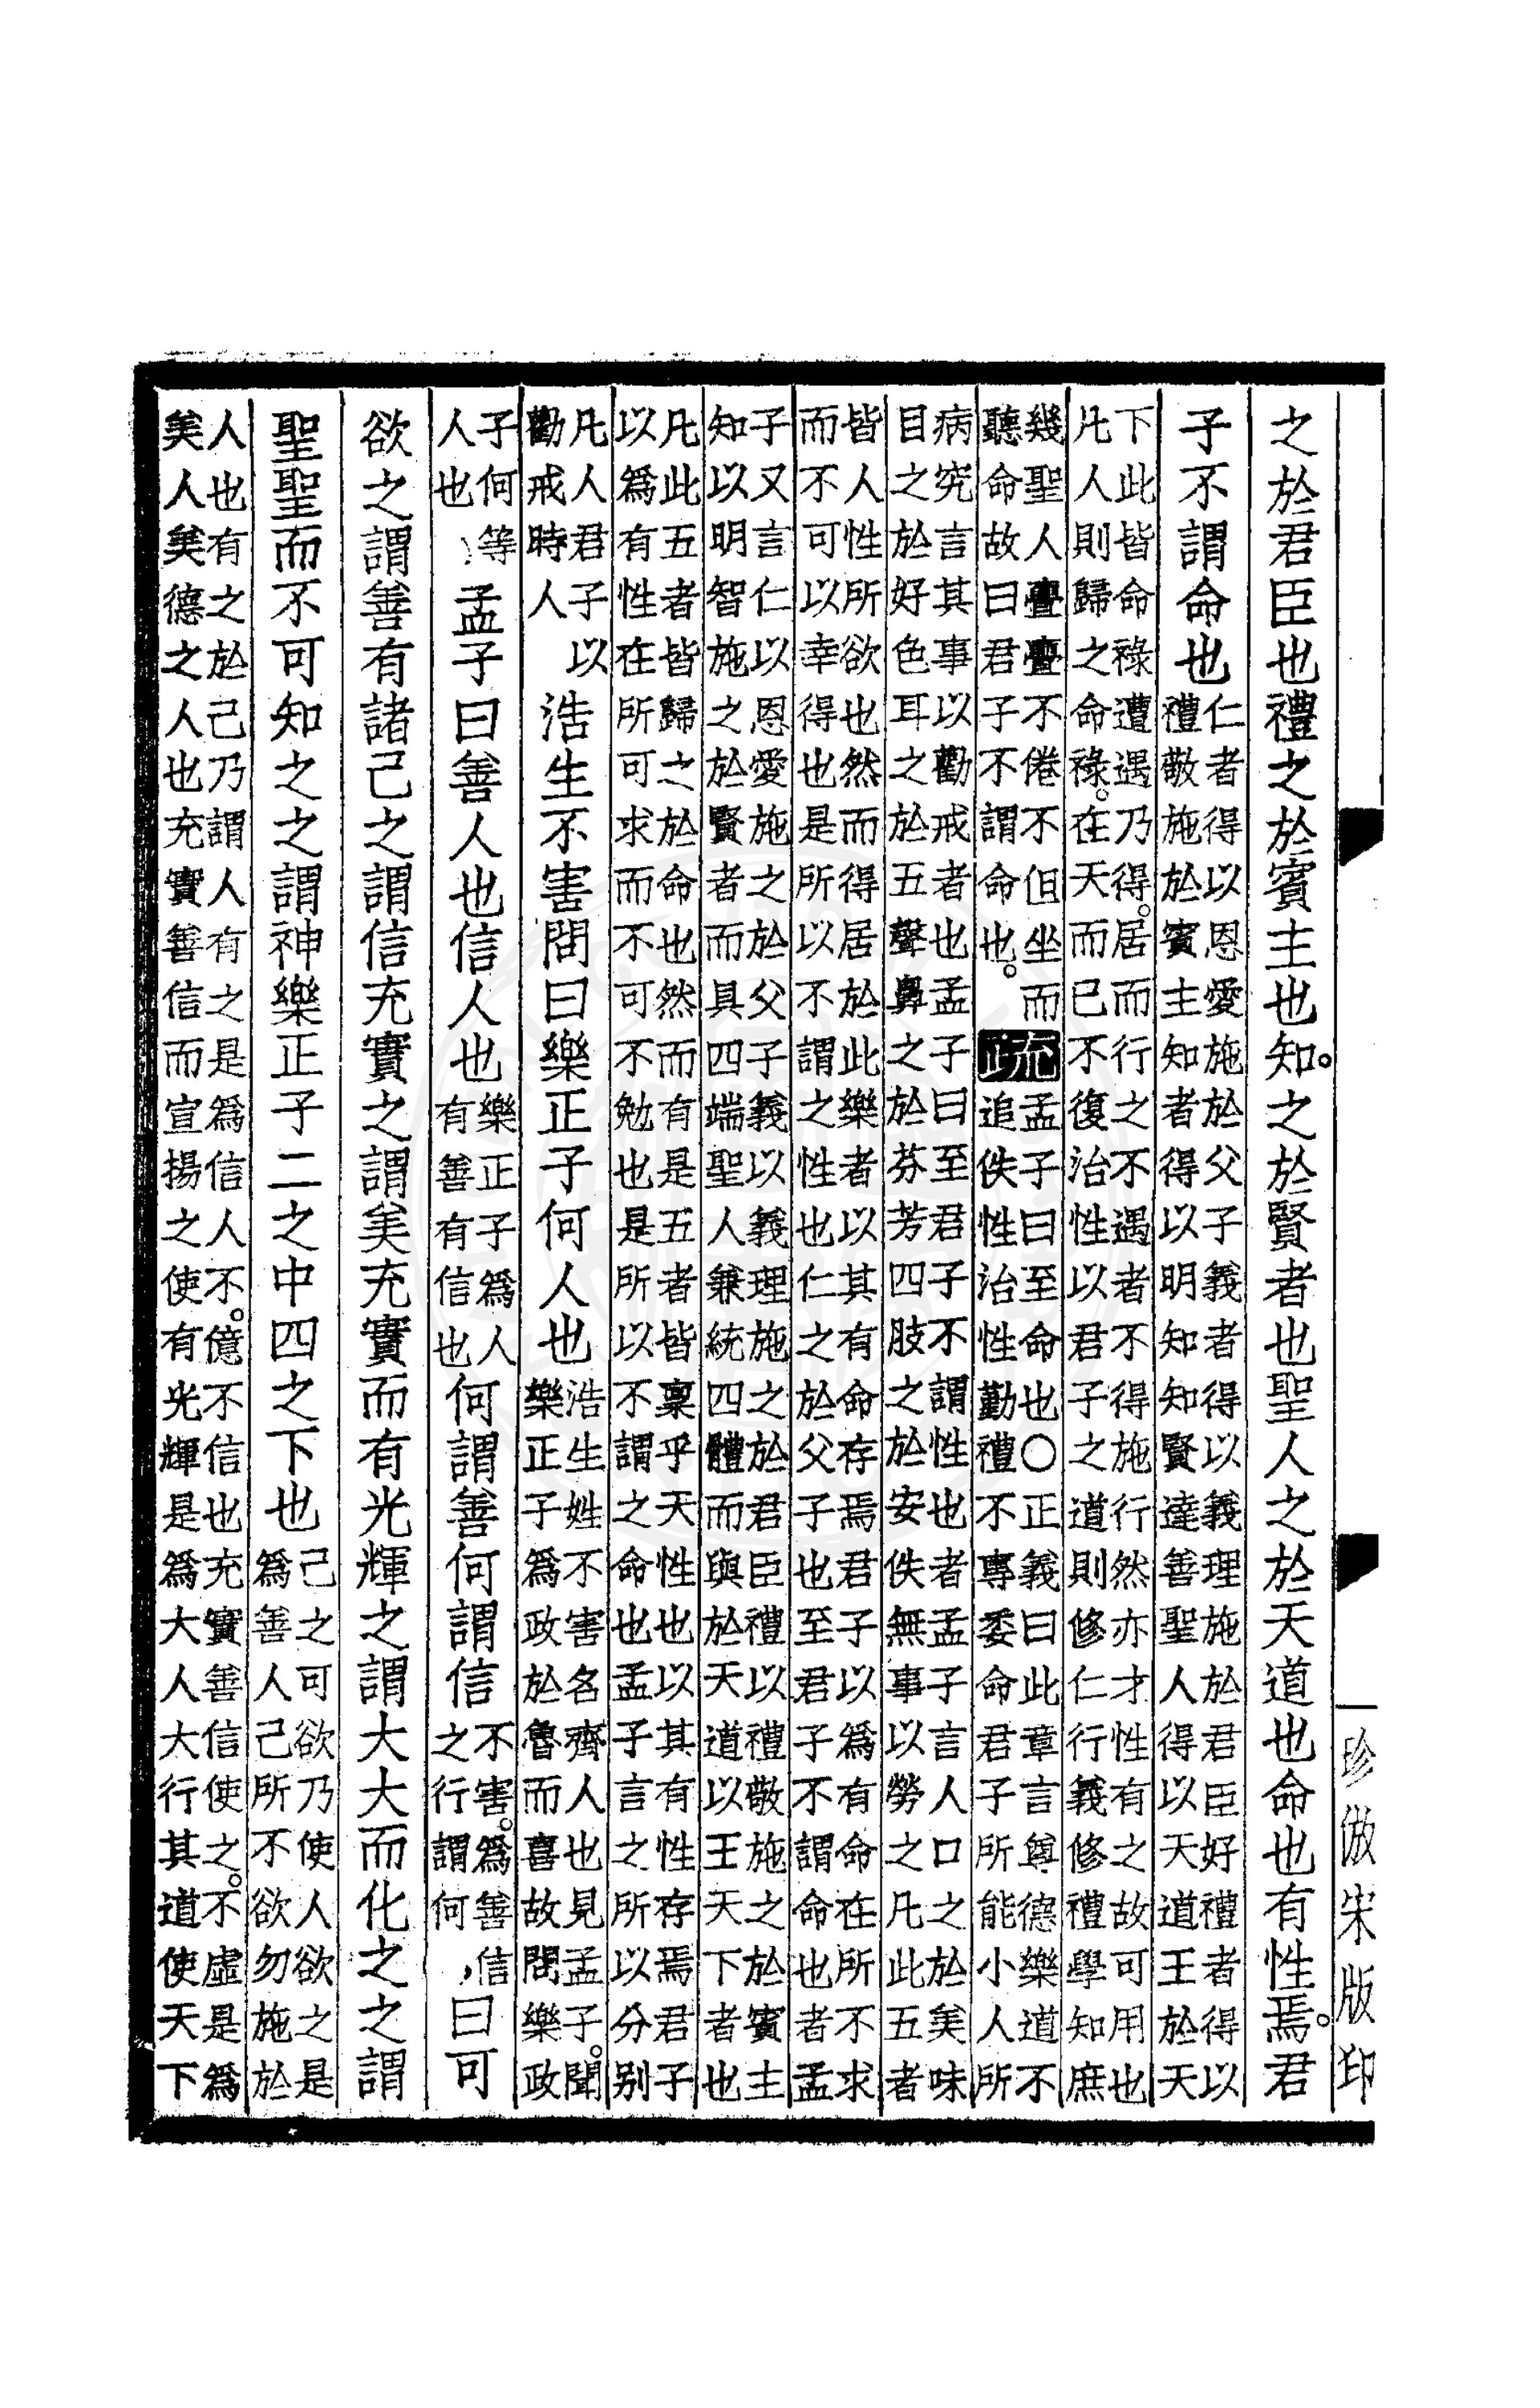 之於君臣也禮之於賓主也知。之於賢者也聖人之於天道也命也有性焉。君
子不謂命也
仁者得以恩愛施於父子義者得以義理施於君臣好禮者得以
禮敬施於賓主知者得以明知知賢達善聖人得以天道王於天
下此皆命祿遭遇乃得。居而行之不遇者不得施行然亦才性有之故可用也
凡人則歸之命祿。在天而已不復治性以君子之道則修仁行義修禮學知庶
幾聖人亹亹不倦不但坐而
聽命故曰君子不謂命也。
疏
孟子曰至命也○正義曰此章言尊德樂道不
追佚性治性勤禮不專委命君子所能小人所
病究言其事以勸戒者也孟子曰至君子不謂性也者孟子言人口之於美味
目之於好色耳之於五聲鼻之於芬芳四肢之於安佚無事以勞之凡此五者
皆人性所欲也然而得居於此樂者以其有命存焉君子以為有命在所不求
而不可以幸得也是所以不謂之性也仁之於父子也至君子不謂命也者孟
子又言仁以恩愛施之於父子義以義理施之於君臣禮以禮敬施之於賓主
知以明智施之於賢者而具四端聖人兼統四體而與於天道以王天下者也
凡此五者皆歸之於命也然而有是五者皆稟乎天性也以其有性存焉君子
以為有性在所可求而不可不勉也是所以不謂之命也孟子言之所以分別
凡人君子以
勸戒時人
浩生不害問曰樂正子何人也
浩生姓不害名齊人也見孟子。聞
樂正子為政於魯而喜故問樂政
子何等
人也
孟子曰善人也信人也
樂正子為人
有善有信也
何謂善何謂信
不害。為善信
之行謂何
曰可
欲之謂善有諸己之謂信充實之謂美充實而有光輝之謂大大而化之之謂
聖聖而不可知之之謂神樂正子二之中四之下也
己之可欲乃使人欲之是
為善人己所不欲勿施於
人也有之於己乃謂人有之是為信人不。億不信也充實善信使之。不虛是為
美人美德之人也充實善信而宣揚之使有光輝是為大人大行其道使天下
珍倣宋版印